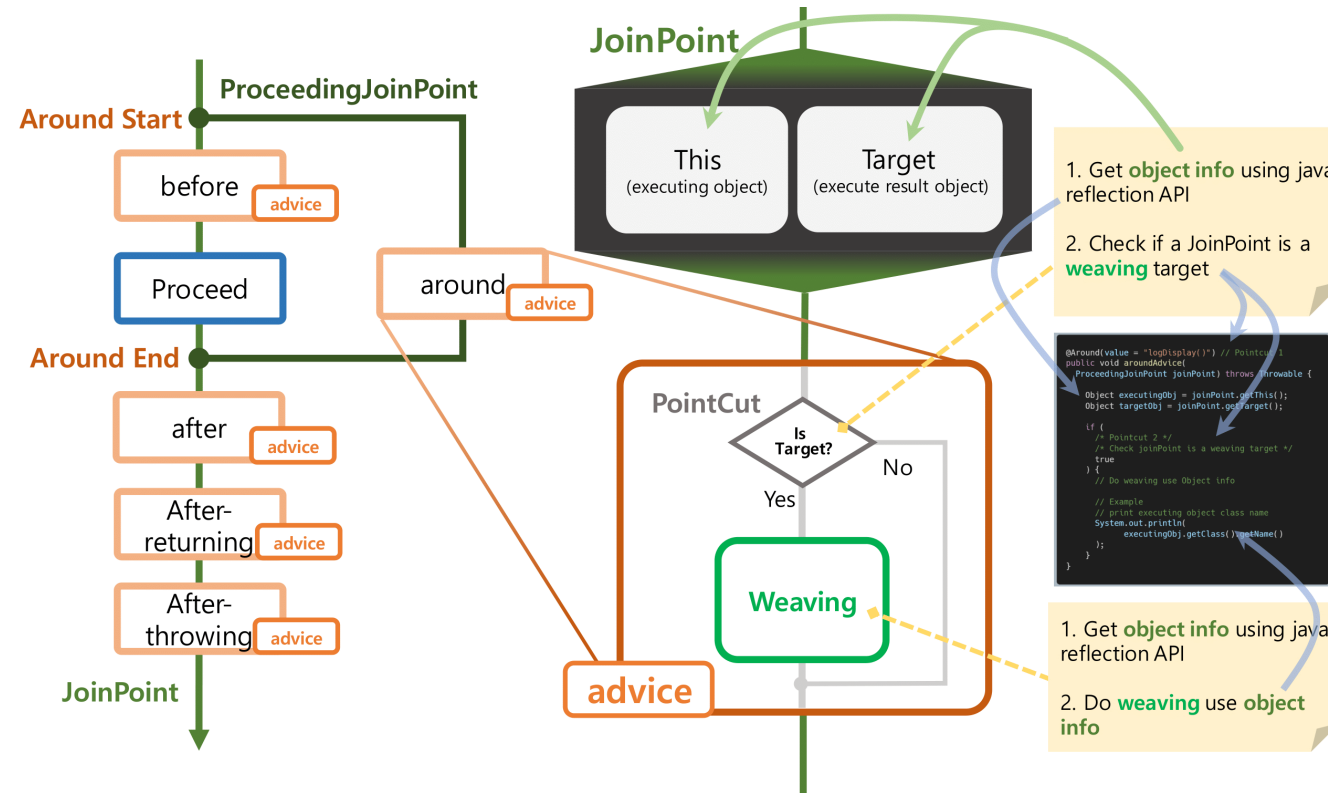 ProceedingJoinPoint
Around Start
before
advice
Proceed
around
advice
Around End
after
advice
After-
returning
advice
After-
throwing
advice
JoinPoint
JoinPoint
This
(executing object)
Target
(execute result object)
PointCut
Is
Target?
No
Yes
Weaving
advice
1. Get object info using java
reflection API
2. Check if a JoinPoint is a
weaving target
@Around(value = "logDisplay()") // Pointcut 1
public void aroundAdvice(
ProceedingJoinPoint joinPoint) throws Throwable {
Object executingObj = joinPoint.getThis();
Object targetObj = joinPoint.getTarget();
if (
/* Pointcut 2 */
/* Check joinPoint is a weaving target */
true
) {
// Do weaving use Object info
// Example
// print executing object class name
System.out.println(
executingObj.getClass().getName()
);
}
}
1. Get object info using java
reflection API
2. Do weaving use object
info